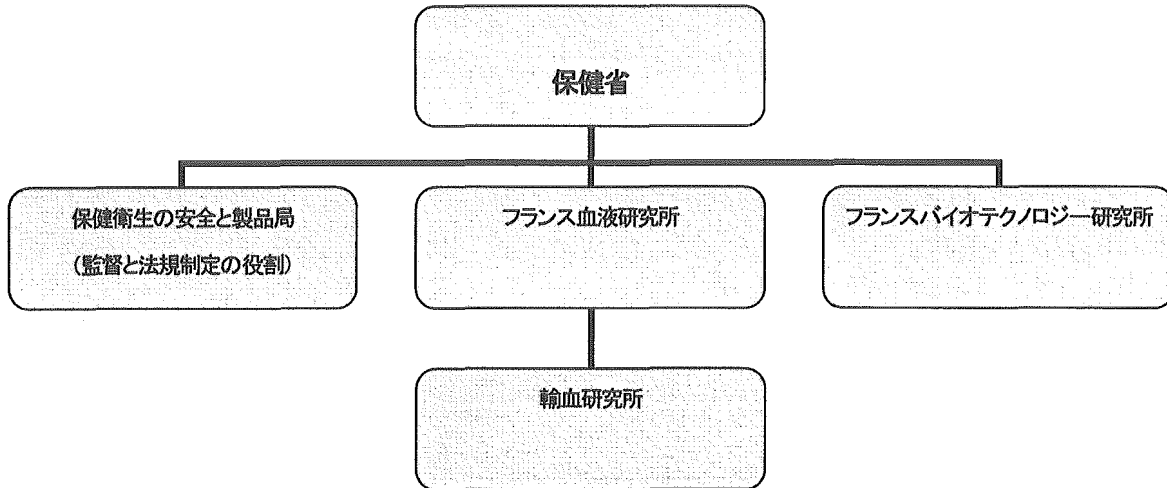 保健省
保健衛生の安全と製品局
(監督と法規制定の役割)
フランス血液研究所
フランスバイオテクノロジー研究所
輸血研究所